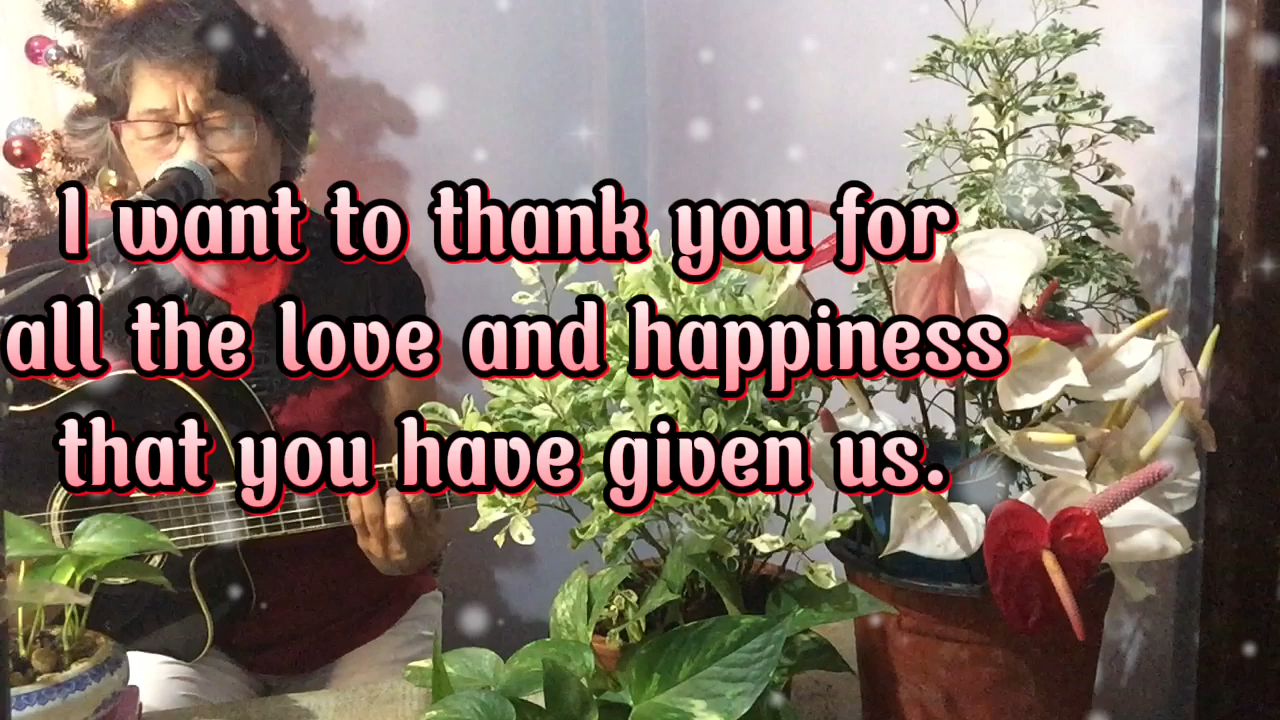 I want to thank you for
all the love and happiness
that you have given us.